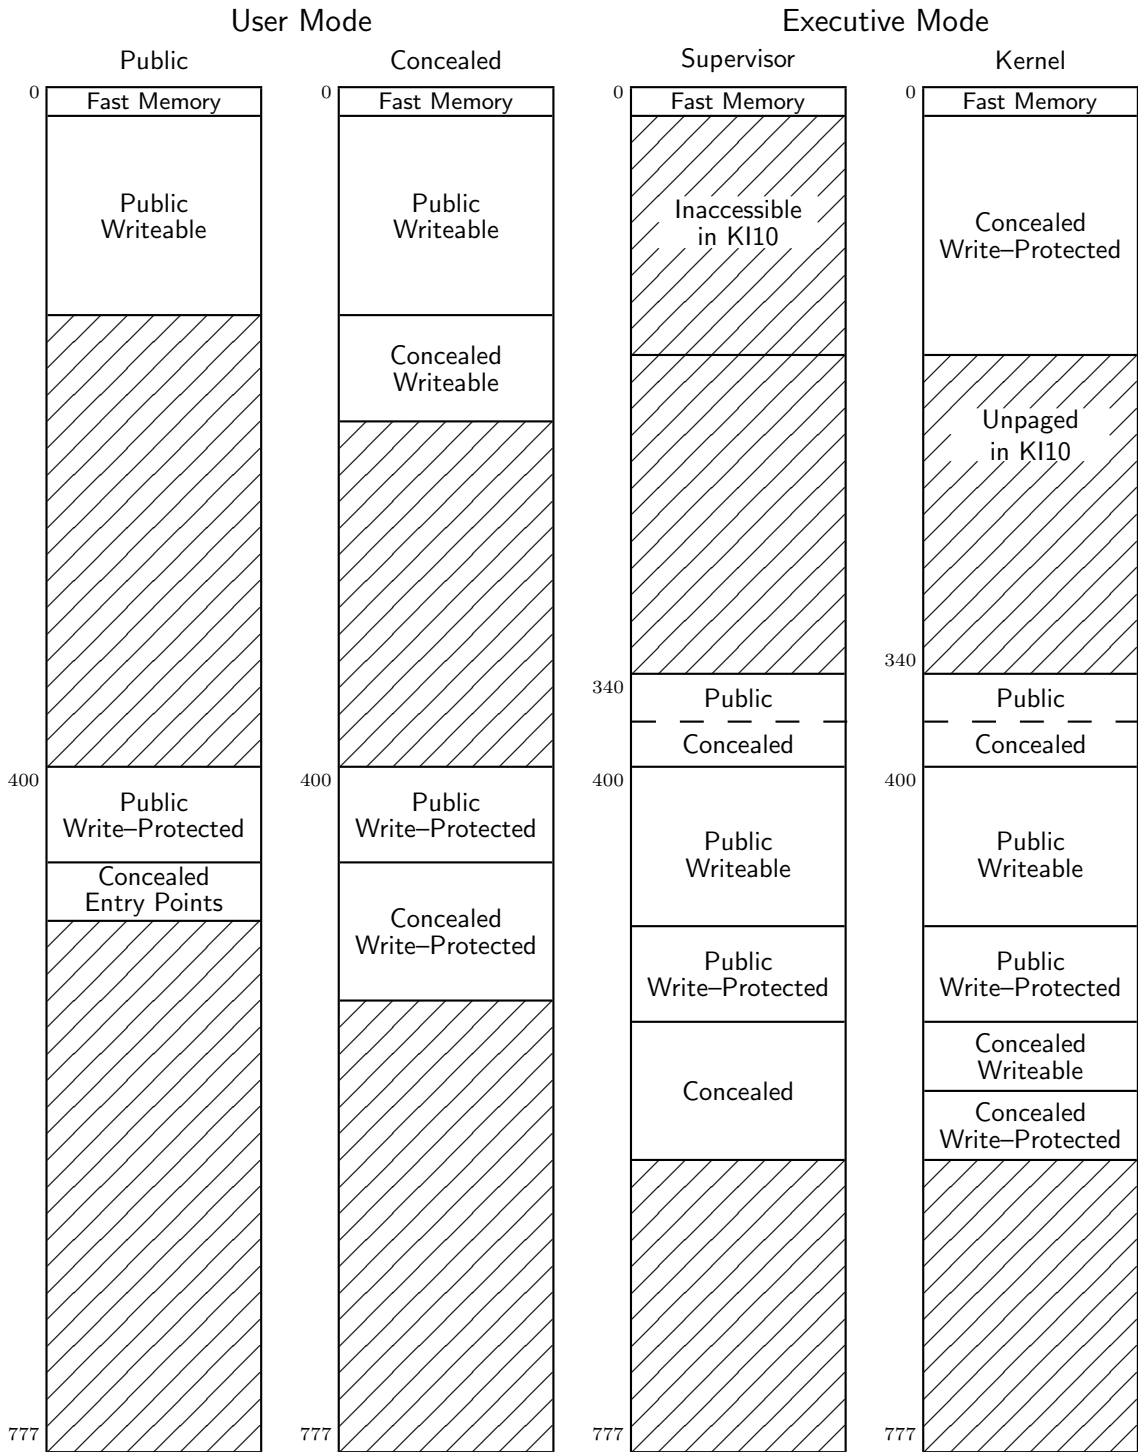 User Mode
Executive Mode
Public
Concealed
Supervisor
Kernel
0
Fast Memory
Public
Writeable
400
Public
Write–Protected
Concealed
Entry Points
777
0
Fast Memory
Public
Writeable
Concealed
Writeable
400
Public
Write–Protected
Concealed
Write–Protected
777
0
Fast Memory
Inaccessible
in KI10
340
Public
Concealed
400
Public
Writeable
Public
Write–Protected
Concealed
777
0
Fast Memory
Concealed
Write–Protected
Unpaged
in KI10
340
Public
Concealed
400
Public
Writeable
Public
Write–Protected
Concealed
Writeable
Concealed
Write–Protected
777